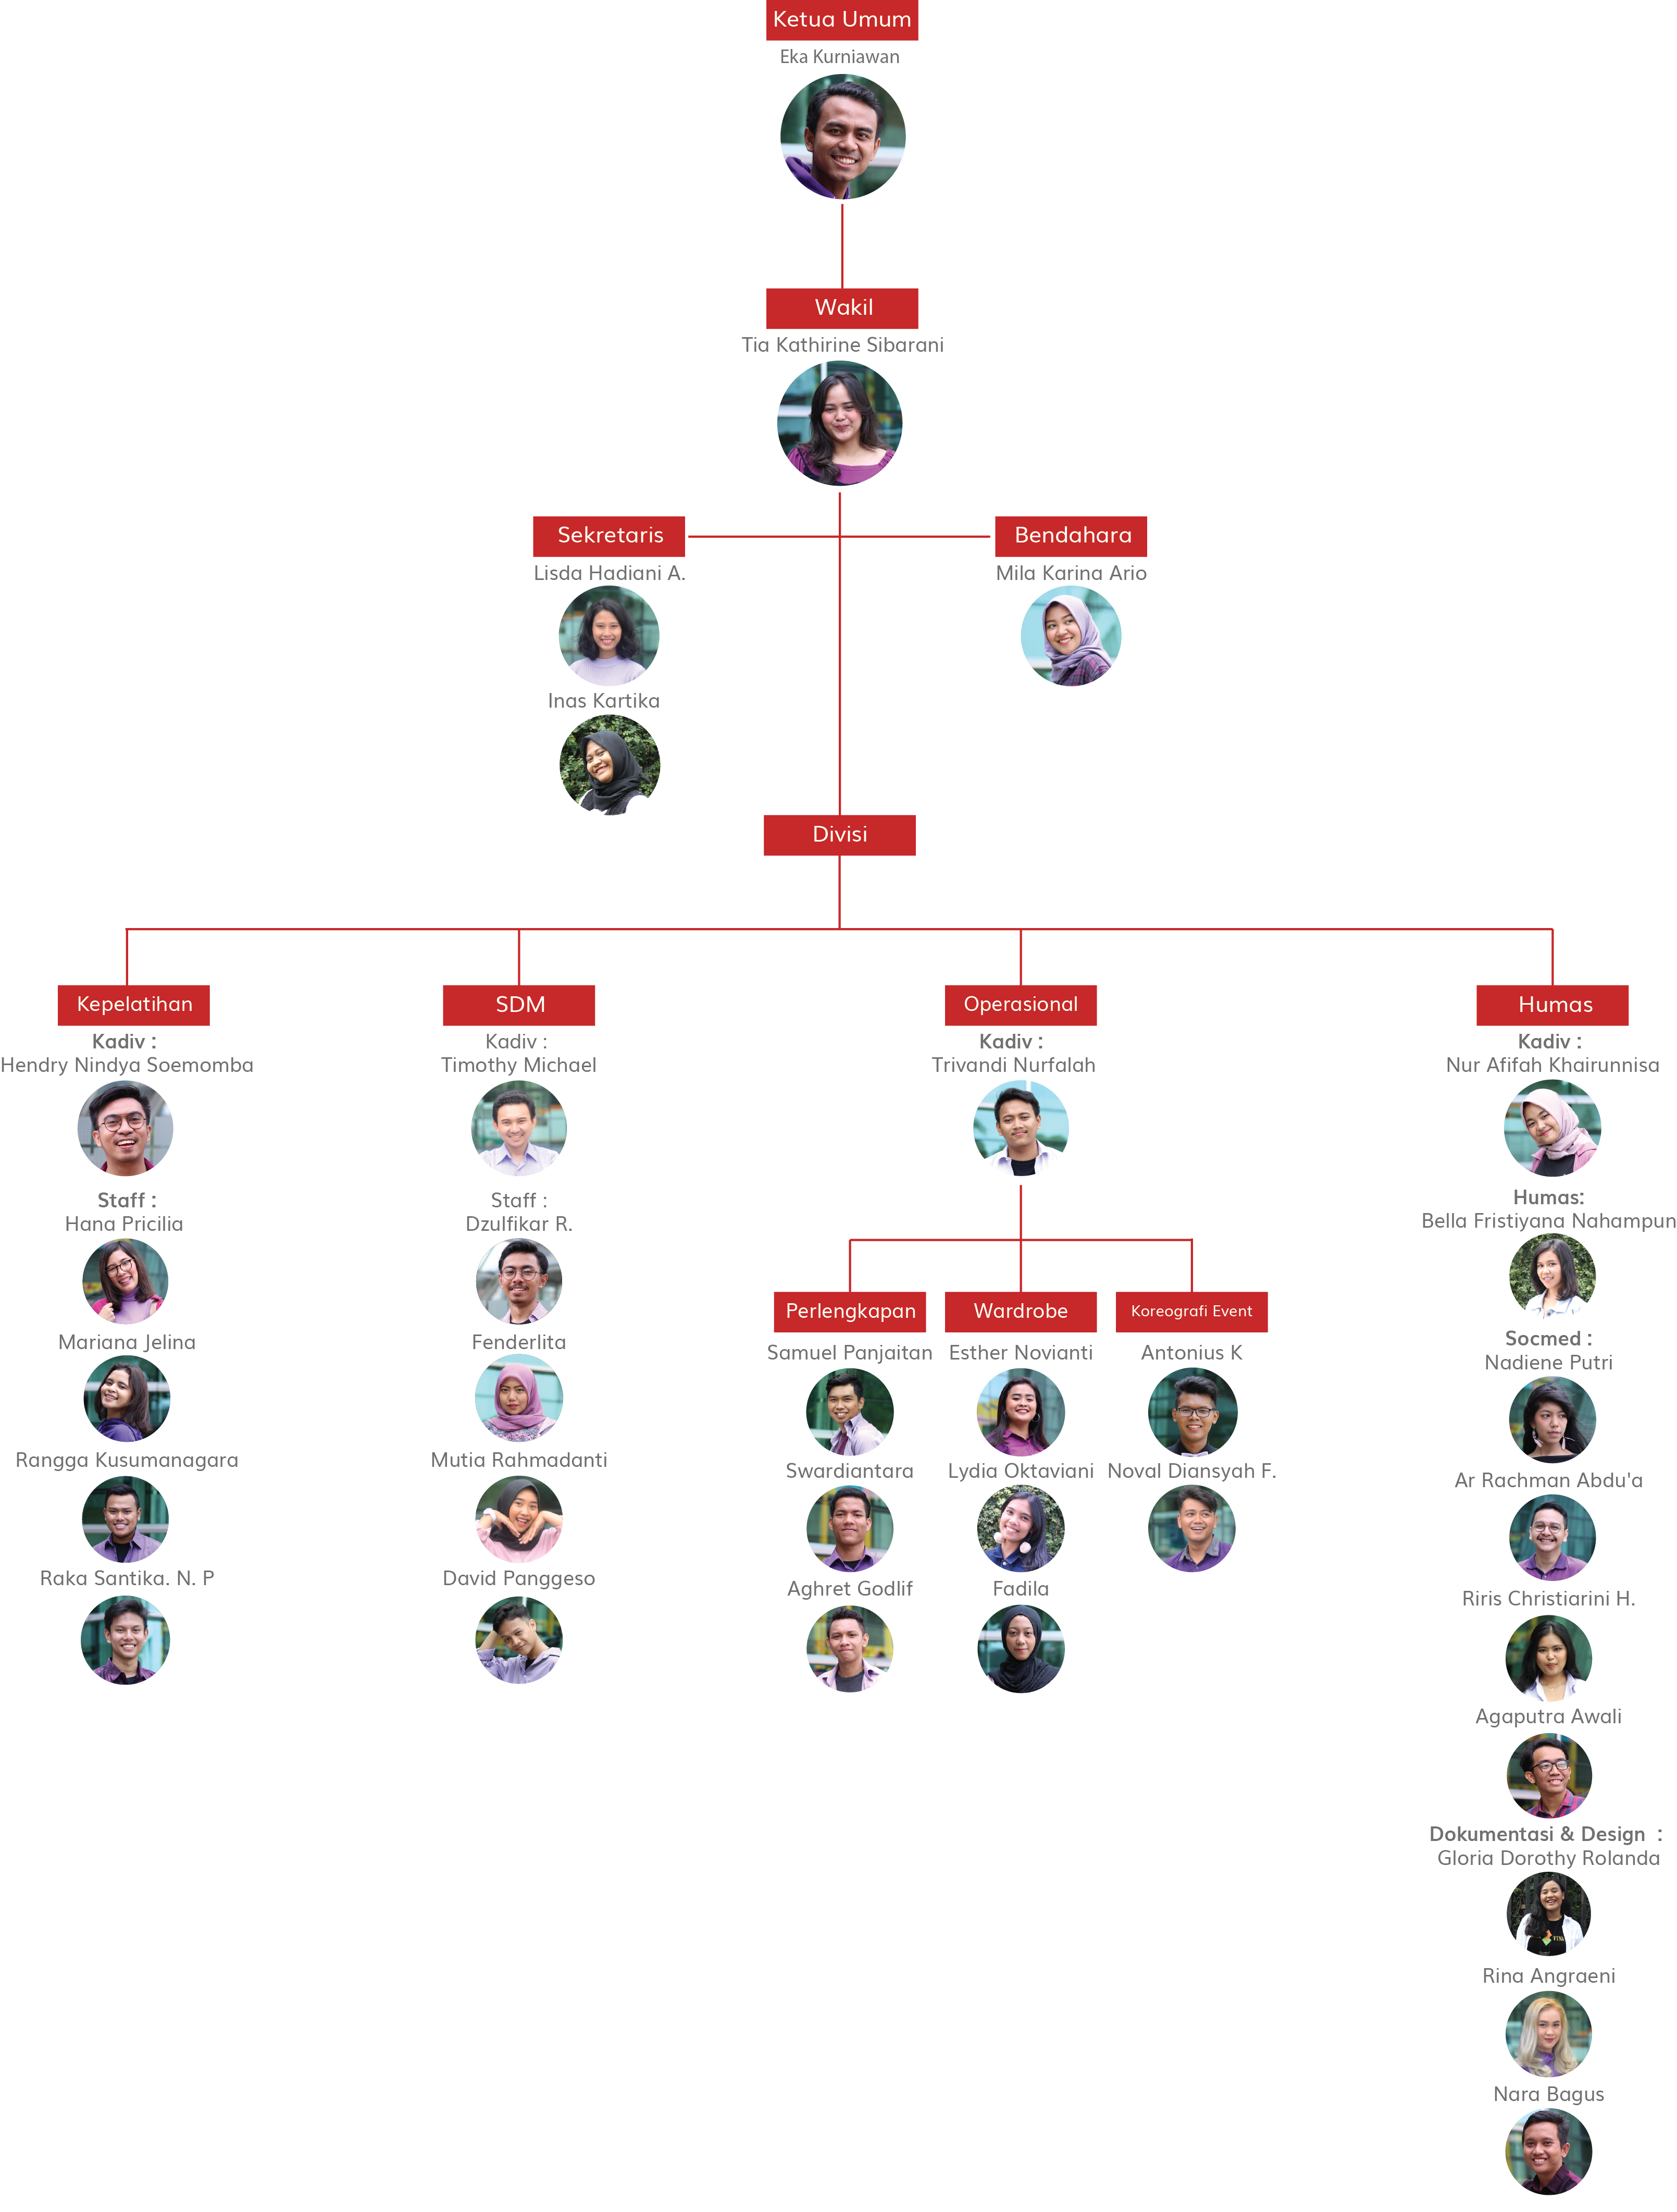 Ketua Umum
Eka Kurniawan
Wakil
Tia Kathirine Sibarani
Sekretaris
Lisda Hadiani A.
Inas Kartika
Bendahara
Mila Karina Ario
Divisi
Kepelatihan
Kadiv :
Hendry Nindya Soemomba
Staff :
Hana Pricilia
Mariana Jelina
Rangga Kusumanagara
Raka Santika. N. P
SDM
Kadiv :
Timothy Michael
Staff :
Dzulfikar R.
Fenderlita
Mutia Rahmadanti
David Panggeso
Operasional
Kadiv :
Trivandi Nurfalah
Perlengkapan
Samuel Panjaitan
Swardiantara
Aghret Godlif
Wardrobe
Esther Novianti
Lydia Oktaviani
Fadila
Koreografi Event
Antonius K
Noval Diansyah F.
Humas
Kadiv :
Nur Afifah Khairunnisa
Humas:
Bella Fristiyana Nahampun
Socmed :
Nadiene Putri
Ar Rachman Abdu'a
Riris Christiarini H.
Agaputra Awali
Dokumentasi & Design  :
Gloria Dorothy Rolanda
Rina Angraeni
Nara Bagus